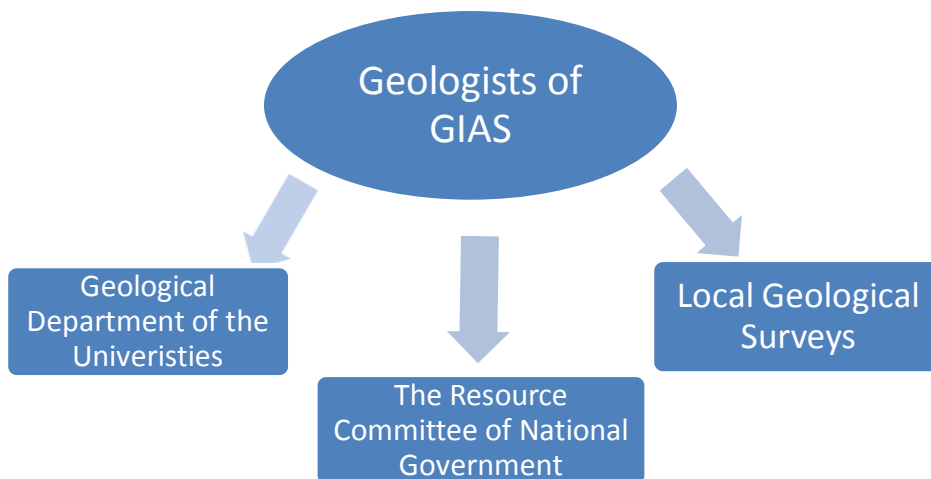 Geologists of
GIAS
Geological
Department of the
Univeristies
Local Geological
Surveys
The Resource
Committee of National
Government